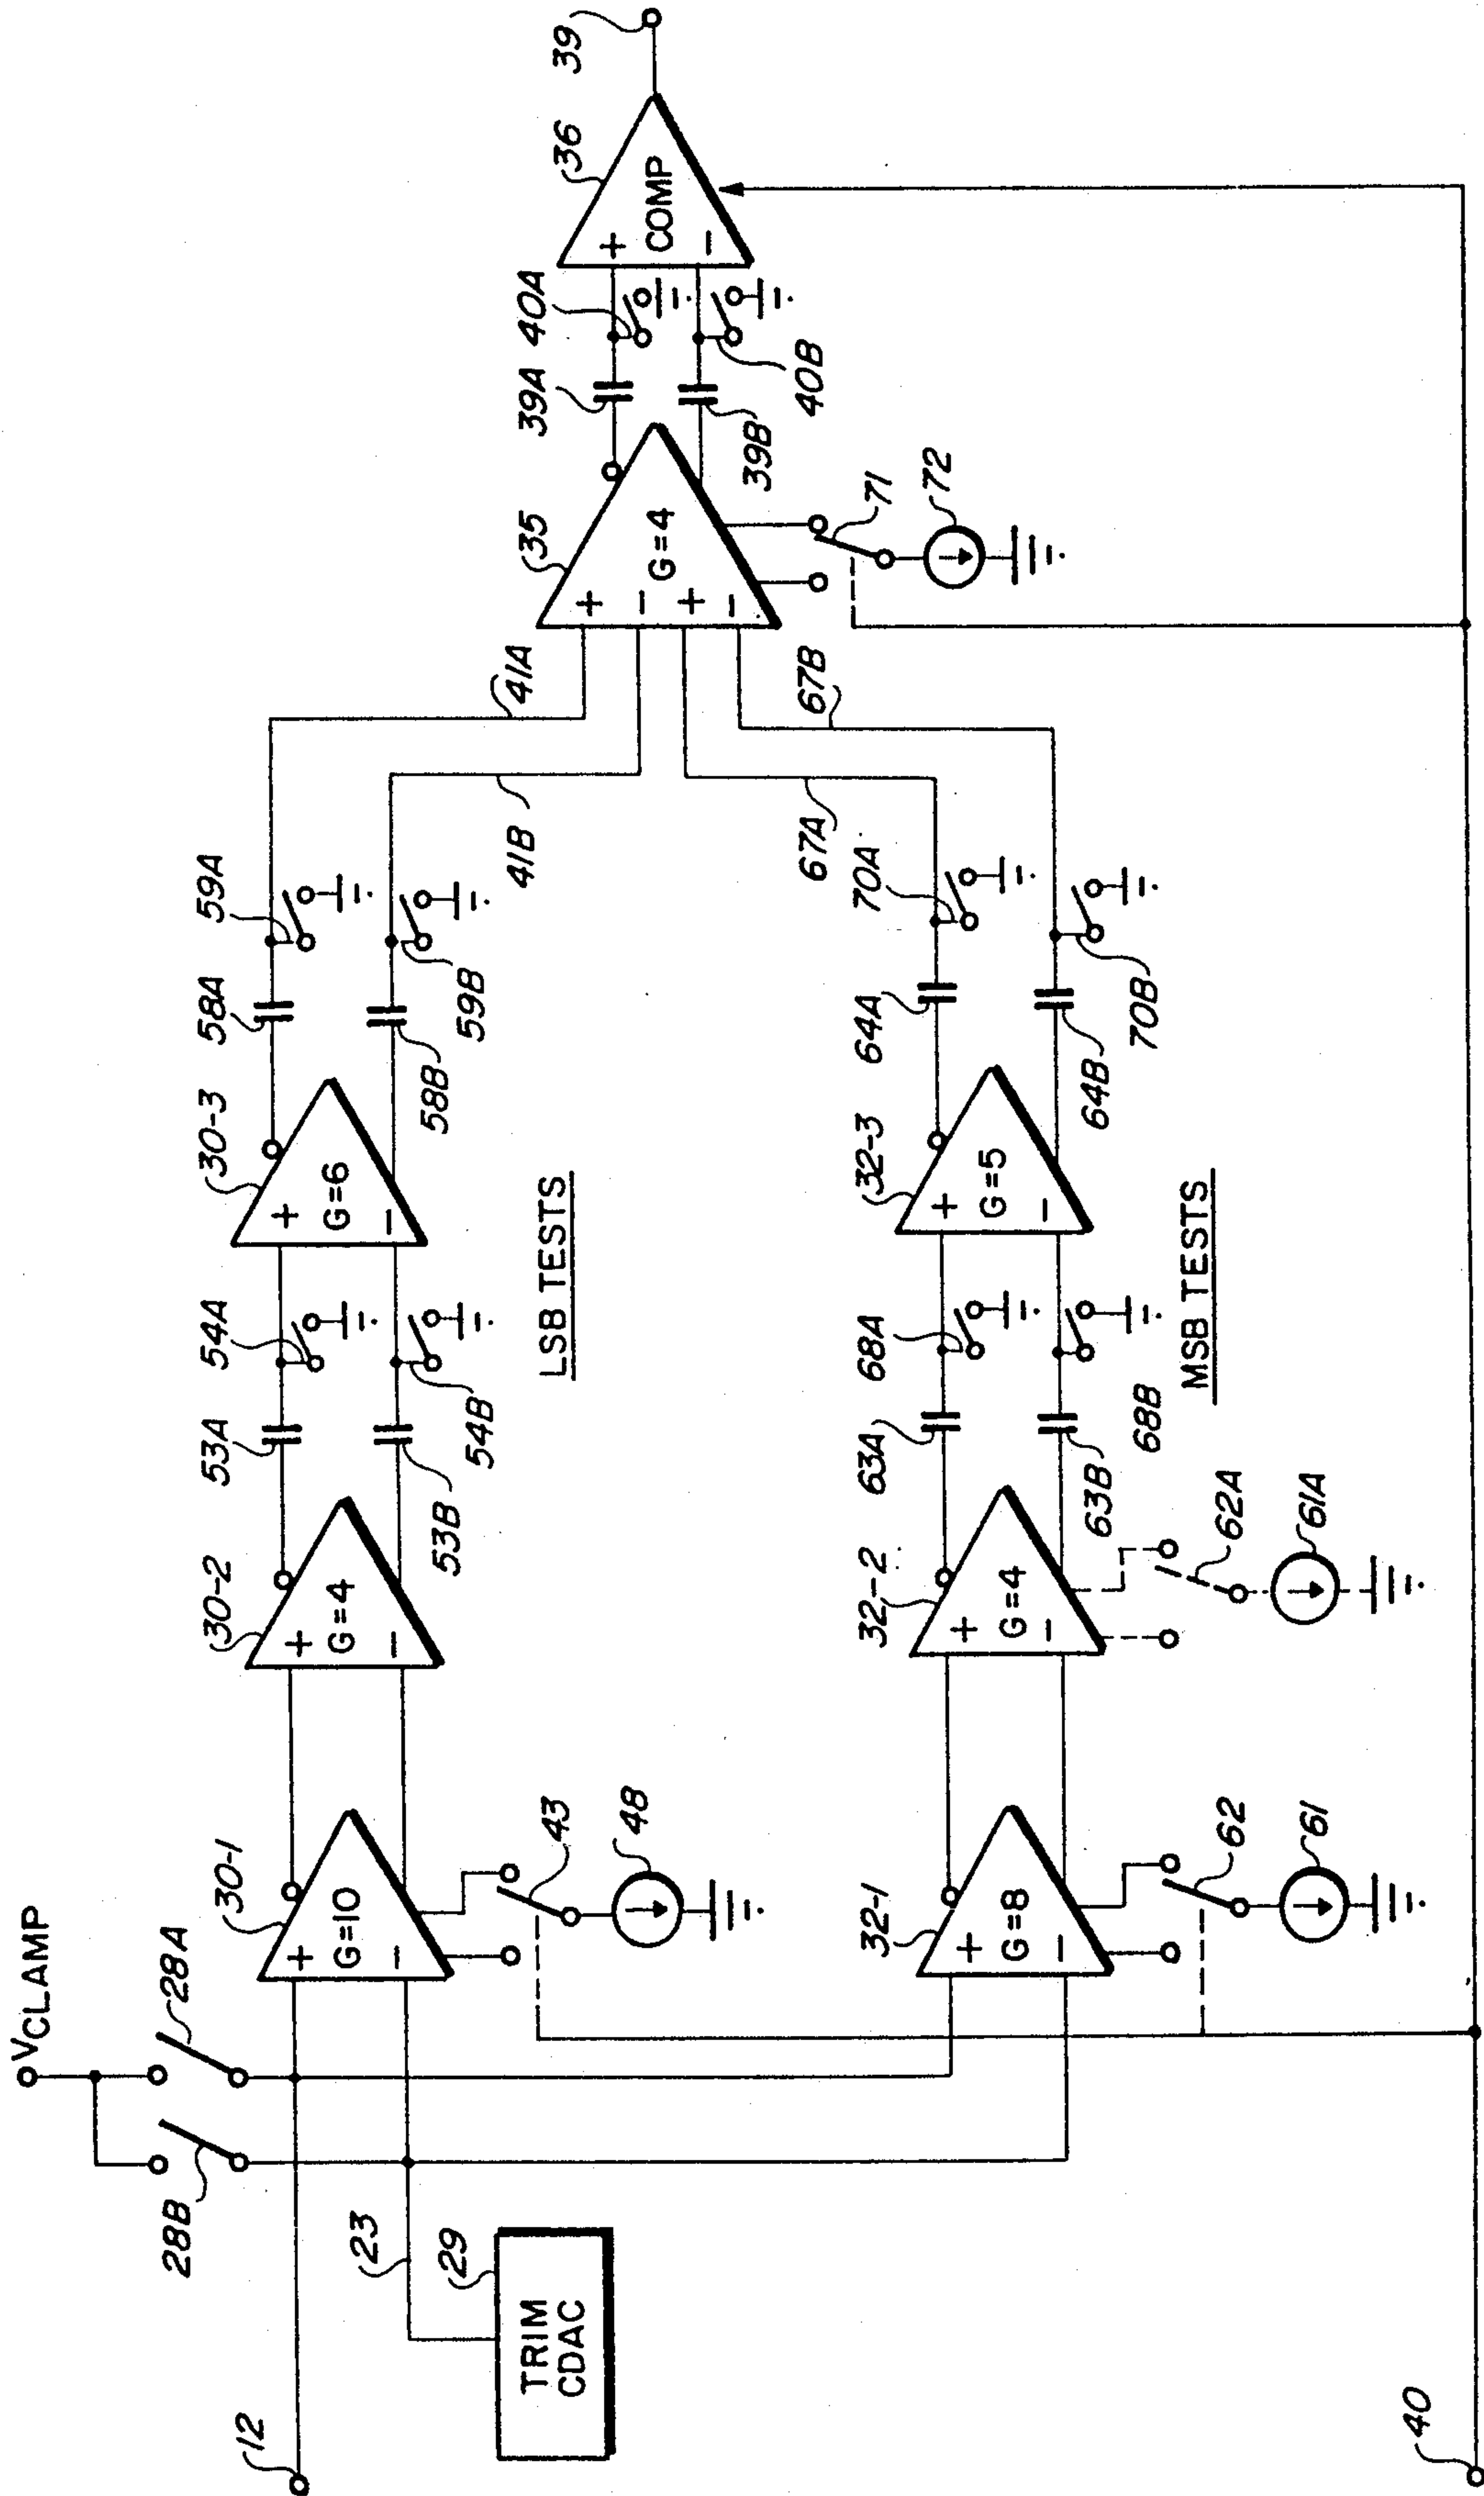 VCLAMP
28B 28A
12 30-1 30-2 53A 54A 30-3 58A 59A
23
+ G=10 −
+ G=4 −
+ G=6 −
29
TRIM
CDAC
43
48
53B
54B
58B
59B
41B
41A
LSB TESTS
35
+
−
+
−
G=4
39A 40A
36
+
COMP
−
39
39B
40B
71
72
67A
67B
32-1 32-2 63A 68A 32-3 64A 70A
+ G=8 −
+ G=4 −
+ G=5 −
62
61
63B
68B
62A
61A
64B
70B
MSB TESTS
40